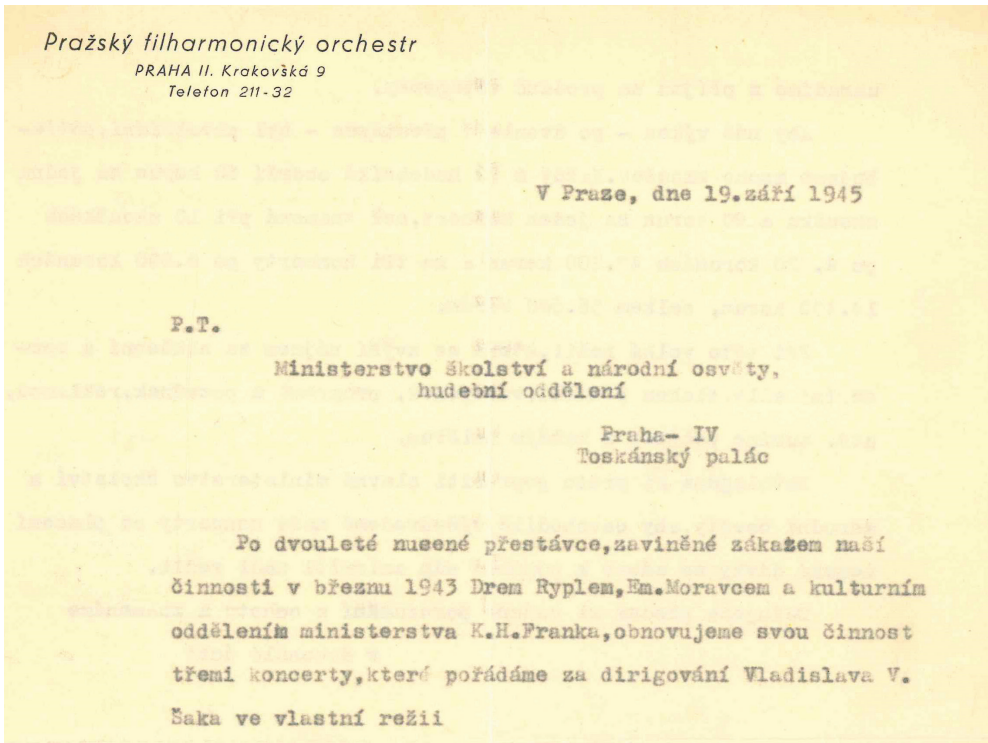 Pražský filharmonický orchestr
PRAHA II. Krakovská 9
Telefon 211-32
V Praze, dne 19.září 1945
P.T.
Ministerstvo školství a národní osvěty,
hudební oddělení
Praha- IV
Toskánský palác
Po dvouleté nucené přestávce,zaviněné zákazem naší
činnosti v březnu 1943 Drem Ryplem,Em.Moravcem a kulturním
oddělením ministerstva K.H.Franka,obnovujeme svou činnost
třemi koncerty,které pořádáme za dirigování Vladislava V.
Šaka ve vlastní režii